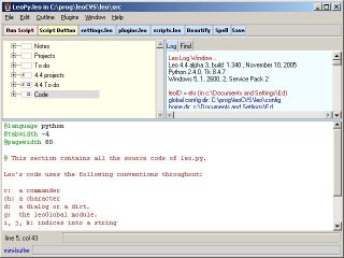 LeoPy.leo in C:\prog\leoCVS\leo\src
File Edit Outline Plugins Window Help
Run Script Script Button settings.leo plugins.leo scripts.leo Beautify Spell Save
Notes
Projects
To do
4.4 projects
4.4 To do
Code
Log Find
Leo Log Window...
Leo 4.4 alpha 3, build 1.340 , November 10, 2005
Python 2.4.0, Tk 8.4.7
Windows 5, 1, 2600, 2, Service Pack 2
leoID = ekr (in c:\Documents and Settings\Ed)
global config dir: C:\prog\leoCVS\leo\config
home dir: c:\Documents and Settings\Ed
@language python
@tabwidth -4
@pagewidth 80
@ This section contains all the source code of leo.py.
Leo's code uses the following conventions throughout:
c: a commander
ch: a character
d: a dialog or a dict.
g: the leoGlobal module.
i, j, k: indices into a string
line 5, col 43
mini-buffer